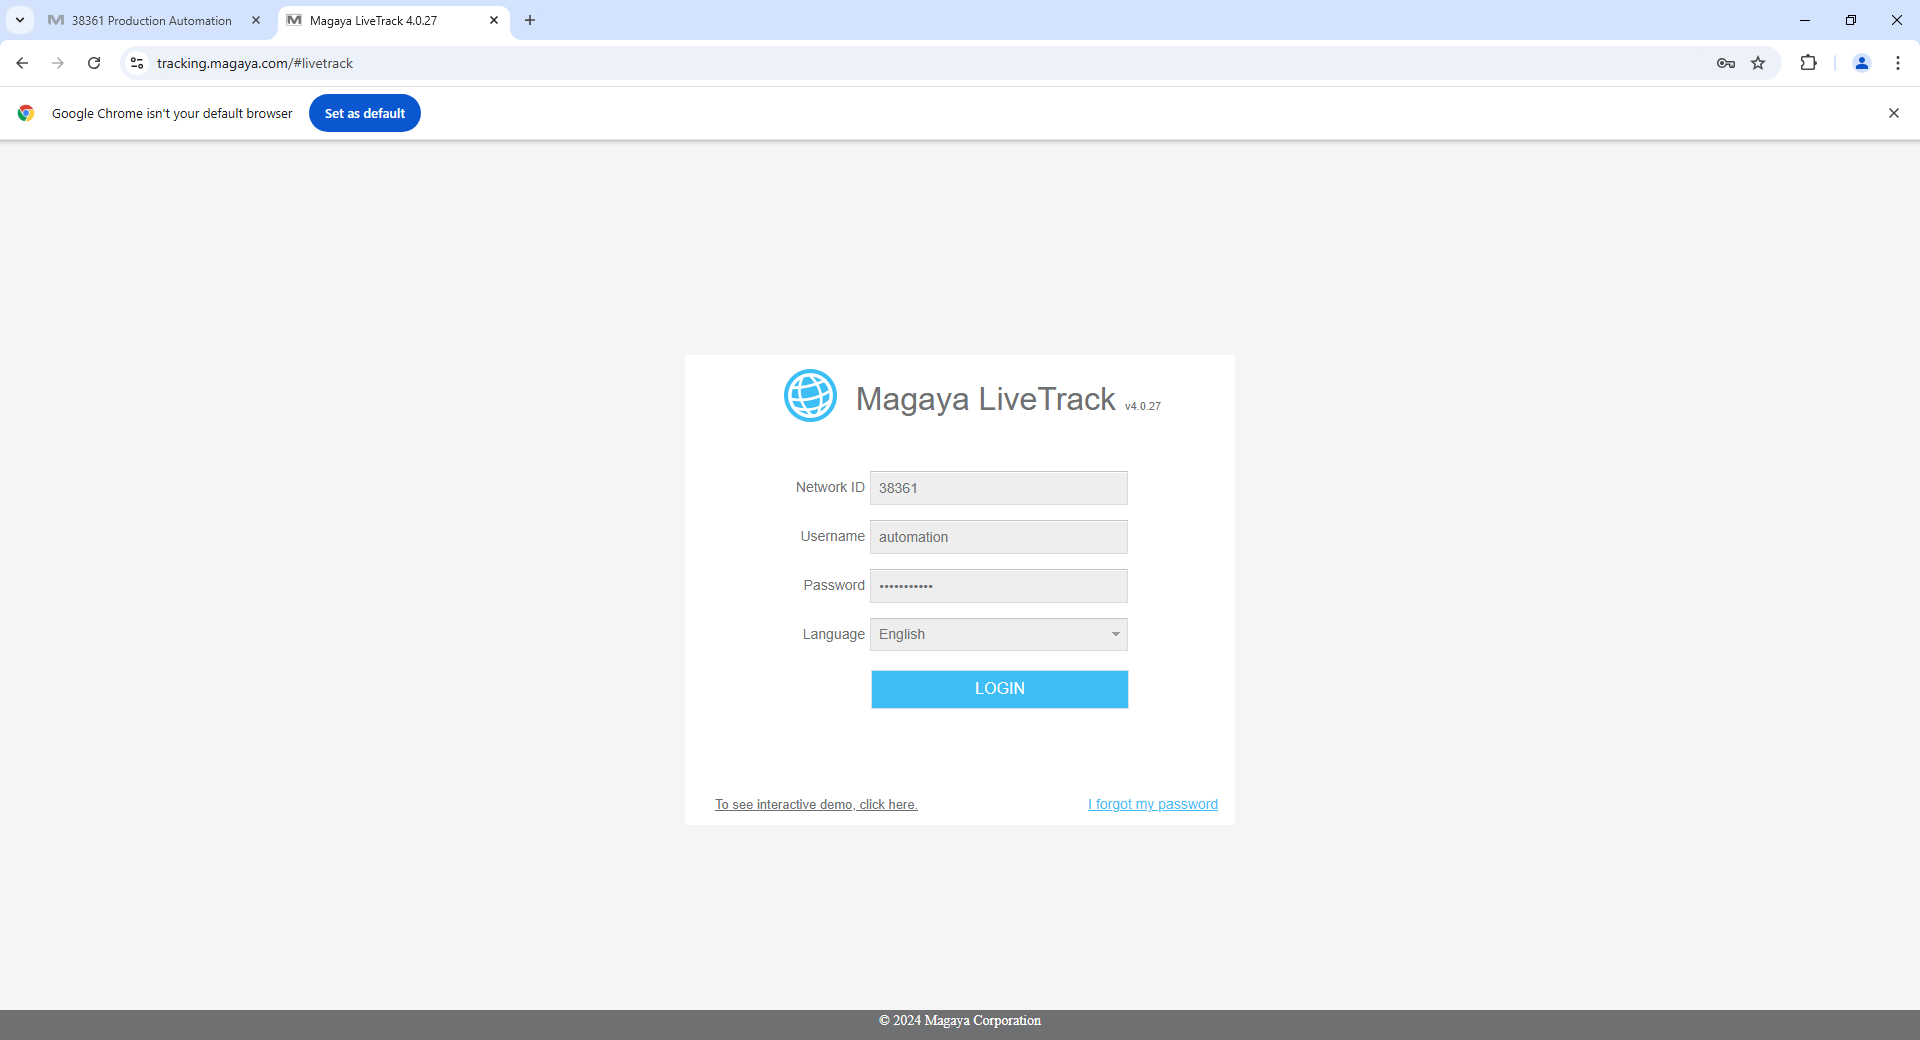 38361 Production Automation
Magaya LiveTrack 4.0.27
tracking.magaya.com/#livetrack
Google Chrome isn't your default browser
Set as default
Magaya LiveTrack v4.0.27
Network ID 38361
Username automation
Password •••••••••••
Language English
LOGIN
To see interactive demo, click here.
I forgot my password
© 2024 Magaya Corporation